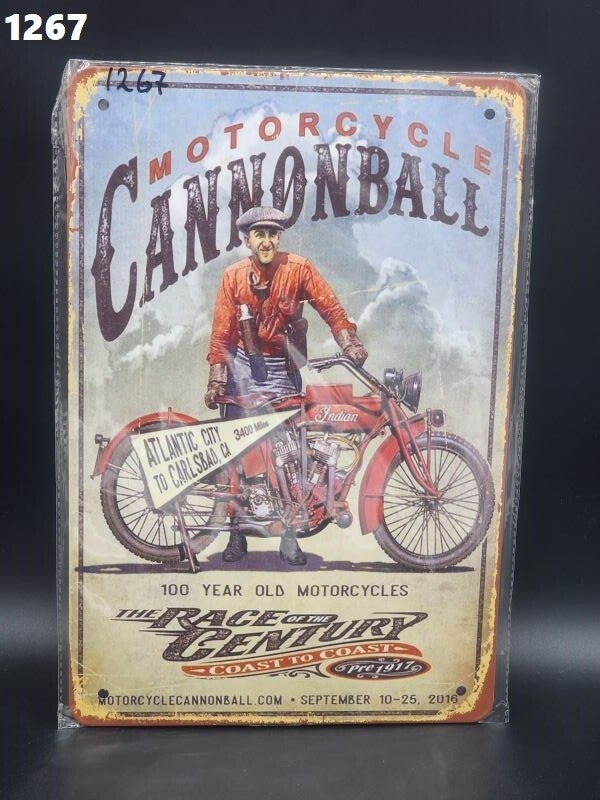 1267
1267
MOTORCYCLE
CANNONBALL
Indian
ATLANTIC CITY
TO CARLSBAD, CA
3400 Miles
100 YEAR OLD MOTORCYCLES
THE RACE OF THE
CENTURY
COAST TO COAST
Pre 1917
MOTORCYCLECANNONBALL.COM • SEPTEMBER 10-25, 2016